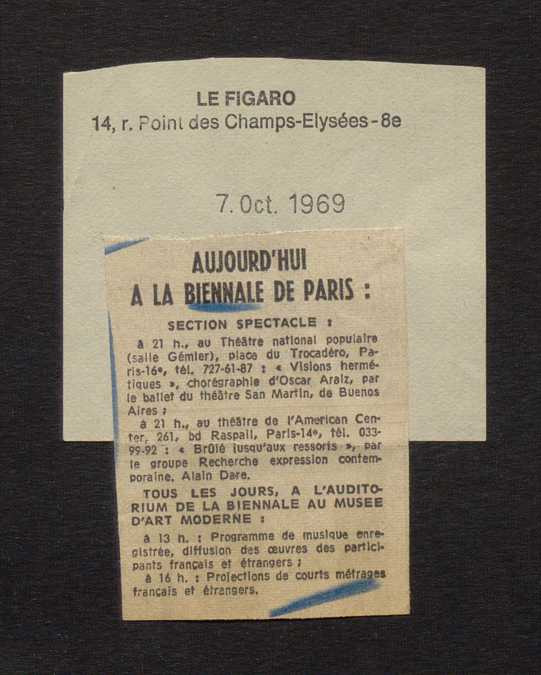 LE FIGARO
14, r. Point des Champs-Elysées - 8e
7. Oct. 1969
AUJOURD'HUI
A LA BIENNALE DE PARIS :
SECTION SPECTACLE :
à 21 h., au Théâtre national populaire
(salle Gémier), place du Trocadéro, Pa-
ris-16e, tél. 727-61-87 : « Visions hermé-
tiques », chorégraphie d'Oscar Araiz, par
le ballet du théâtre San Martin, de Buenos
Aires ;
à 21 h., au théâtre de l'American Cen-
ter, 261, bd Raspail, Paris-14e, tél. 033-
99-92 : « Brûlé jusqu'aux ressorts », par
le groupe Recherche expression contem-
poraine, Alain Dare.
TOUS LES JOURS, A L'AUDITO-
RIUM DE LA BIENNALE AU MUSEE
D'ART MODERNE :
à 13 h. : Programme de musique enre-
gistrée, diffusion des œuvres des partici-
pants français et étrangers ;
à 16 h. : Projections de courts métrages
français et étrangers.